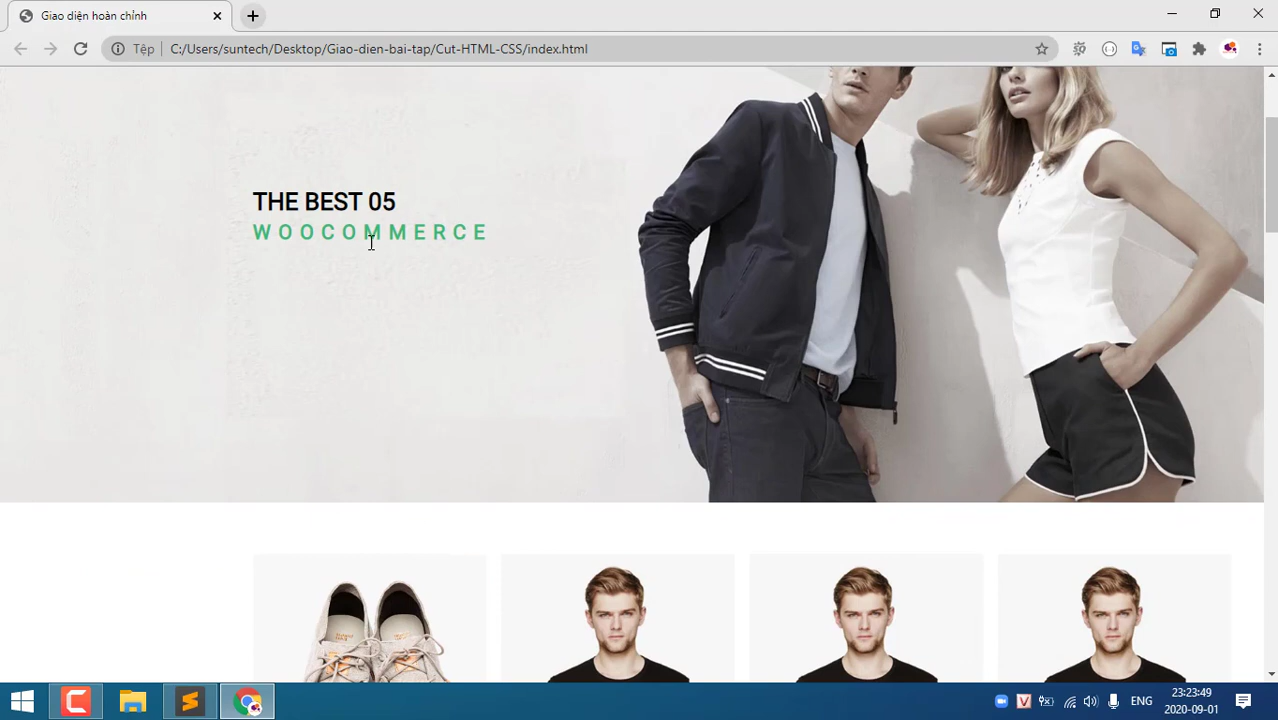 Giao diện hoàn chỉnh
Tệp
C:/Users/suntech/Desktop/Giao-dien-bai-tap/Cut-HTML-CSS/index.html
THE BEST 05
WOOCOMMERCE
V
ENG
23:23:49
2020-09-01